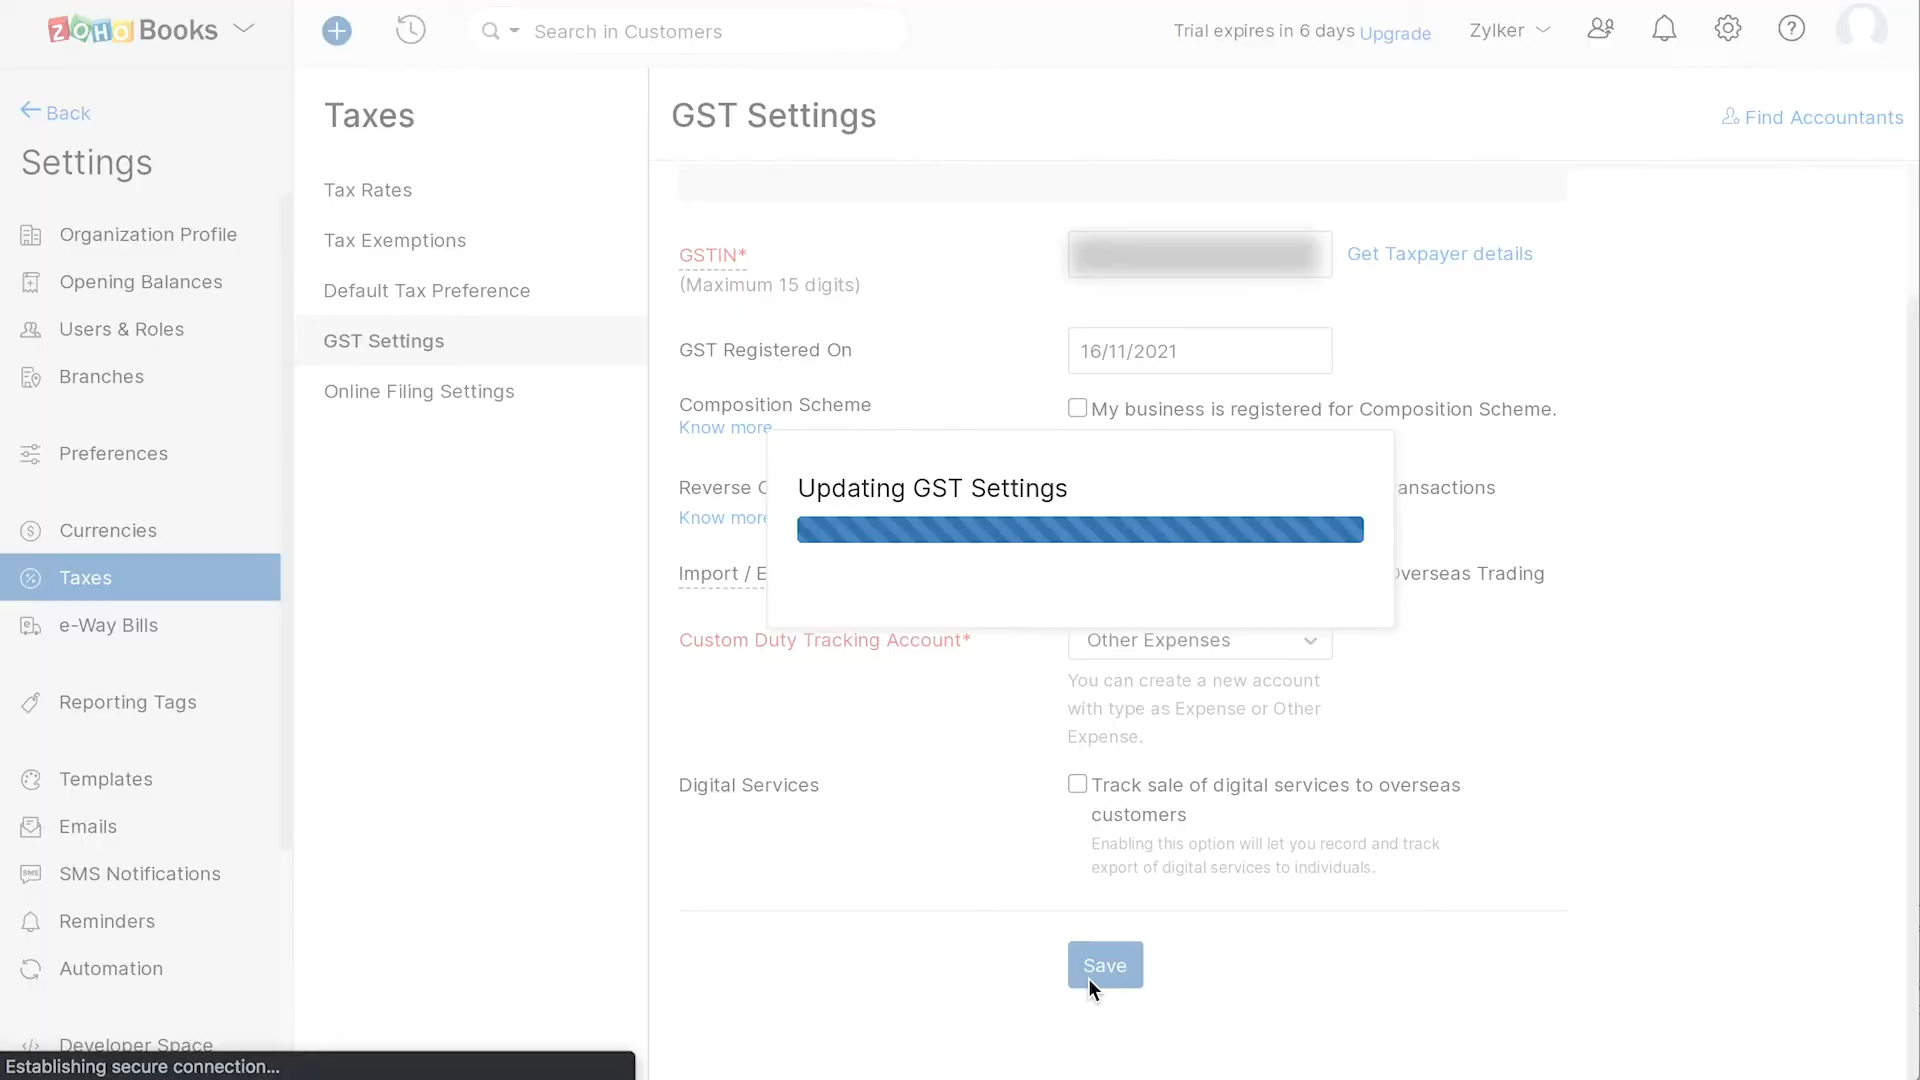 ZOHO Books
Search in Customers
Trial expires in 6 days Upgrade
Zylker
Back
Settings
Organization Profile
Opening Balances
Users & Roles
Branches
Preferences
Currencies
Taxes
e-Way Bills
Reporting Tags
Templates
Emails
SMS Notifications
Reminders
Automation
Developer Space
Establishing secure connection...
Taxes
Tax Rates
Tax Exemptions
Default Tax Preference
GST Settings
Online Filing Settings
GST Settings
Find Accountants
GSTIN*
(Maximum 15 digits)
Get Taxpayer details
GST Registered On
16/11/2021
Composition Scheme
Know more
My business is registered for Composition Scheme.
Reverse
Know more
Updating GST Settings
Import /
Overseas Trading
Custom Duty Tracking Account*
Other Expenses
You can create a new account
with type as Expense or Other
Expense.
Digital Services
Track sale of digital services to overseas
customers
Enabling this option will let you record and track
export of digital services to individuals.
Save